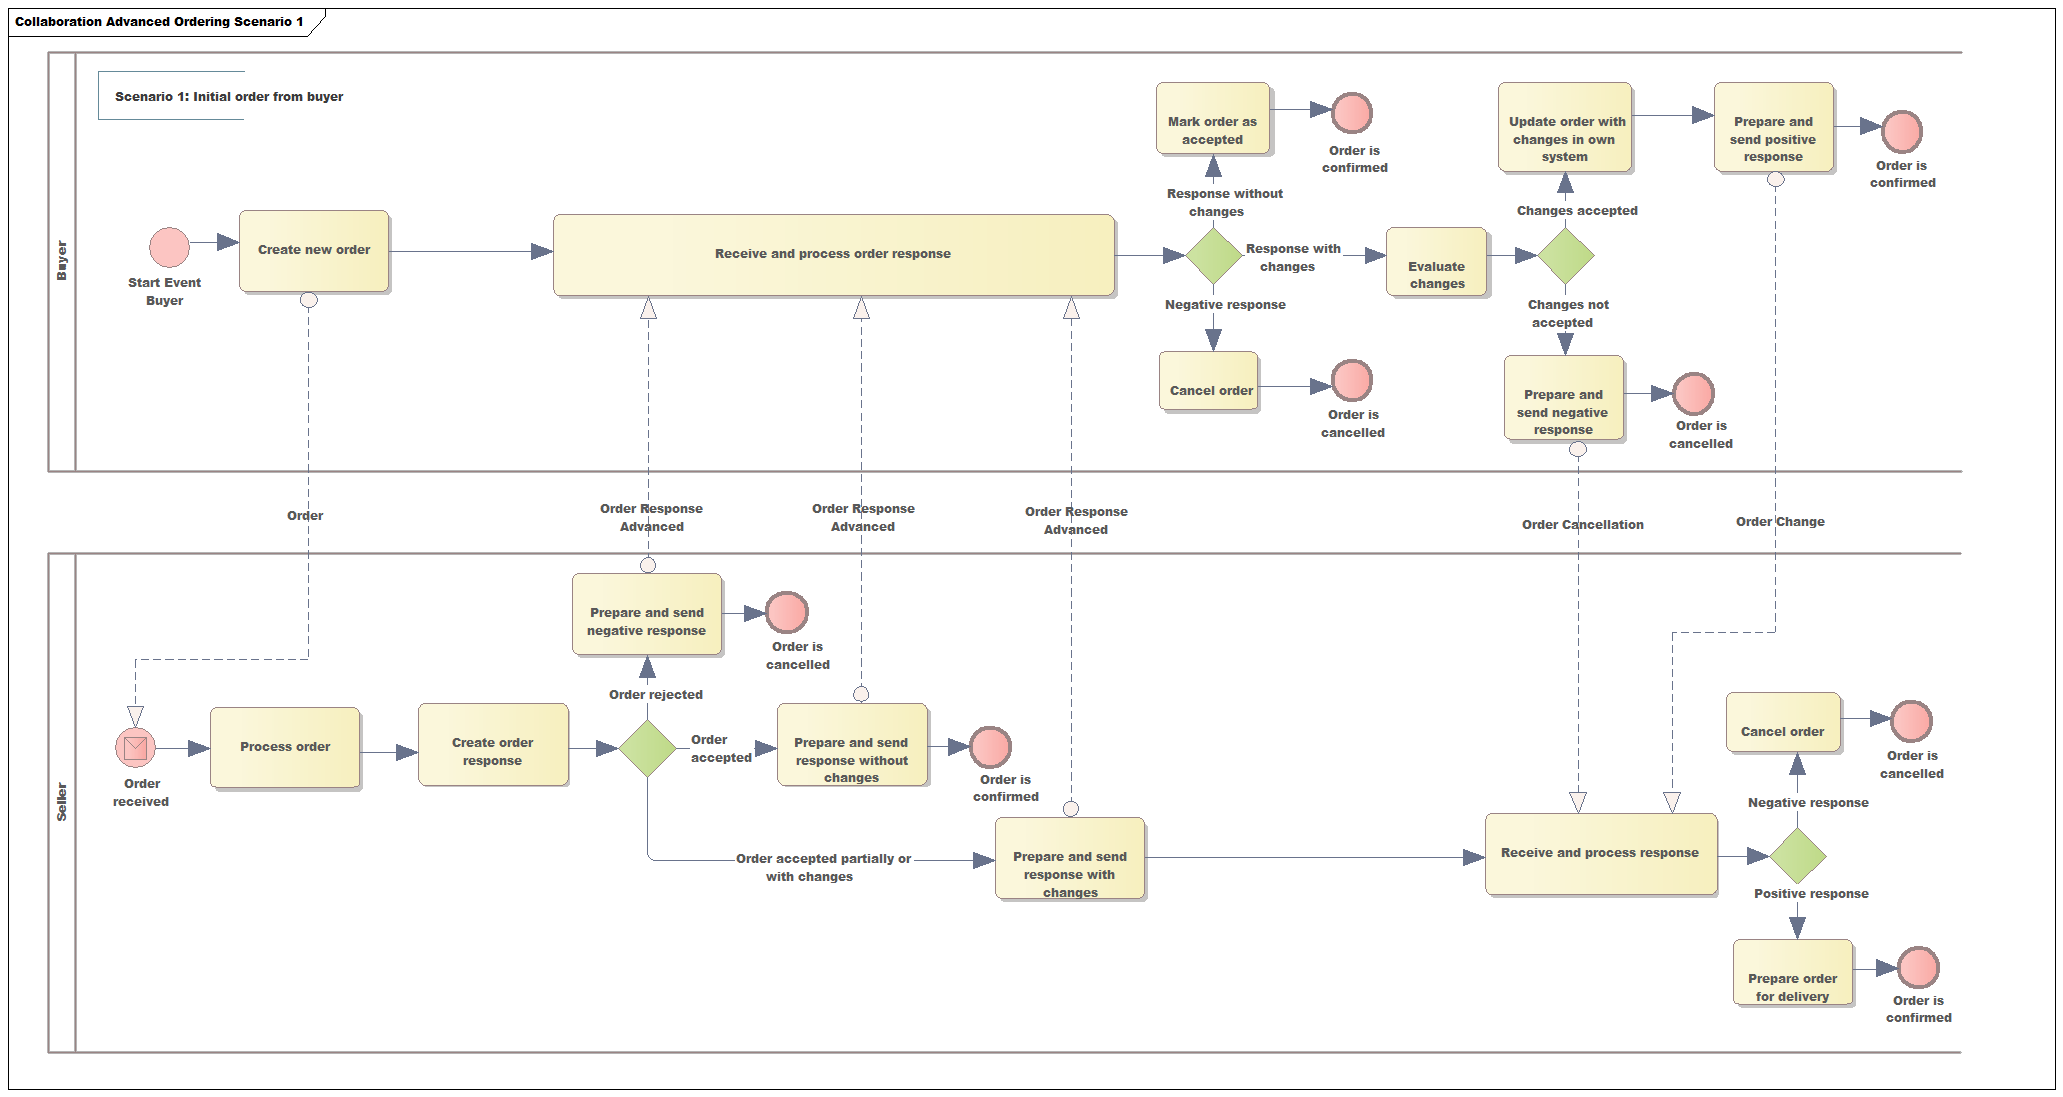 Collaboration Advanced Ordering Scenario 1
Buyer
Scenario 1: Initial order from buyer
Start Event
Buyer
Create new order
Receive and process order response
Response without
changes
Mark order as
accepted
Order is
confirmed
Response with
changes
Negative response
Cancel order
Order is
cancelled
Evaluate
changes
Changes accepted
Update order with
changes in own
system
Prepare and
send positive
response
Order is
confirmed
Changes not
accepted
Prepare and
send negative
response
Order is
cancelled
Order
Order Response
Advanced
Order Response
Advanced
Order Response
Advanced
Order Cancellation
Order Change
Seller
Order
received
Process order
Create order
response
Order rejected
Prepare and send
negative response
Order is
cancelled
Order
accepted
Prepare and send
response without
changes
Order is
confirmed
Order accepted partially or
with changes
Prepare and send
response with
changes
Receive and process response
Negative response
Cancel order
Order is
cancelled
Positive response
Prepare order
for delivery
Order is
confirmed